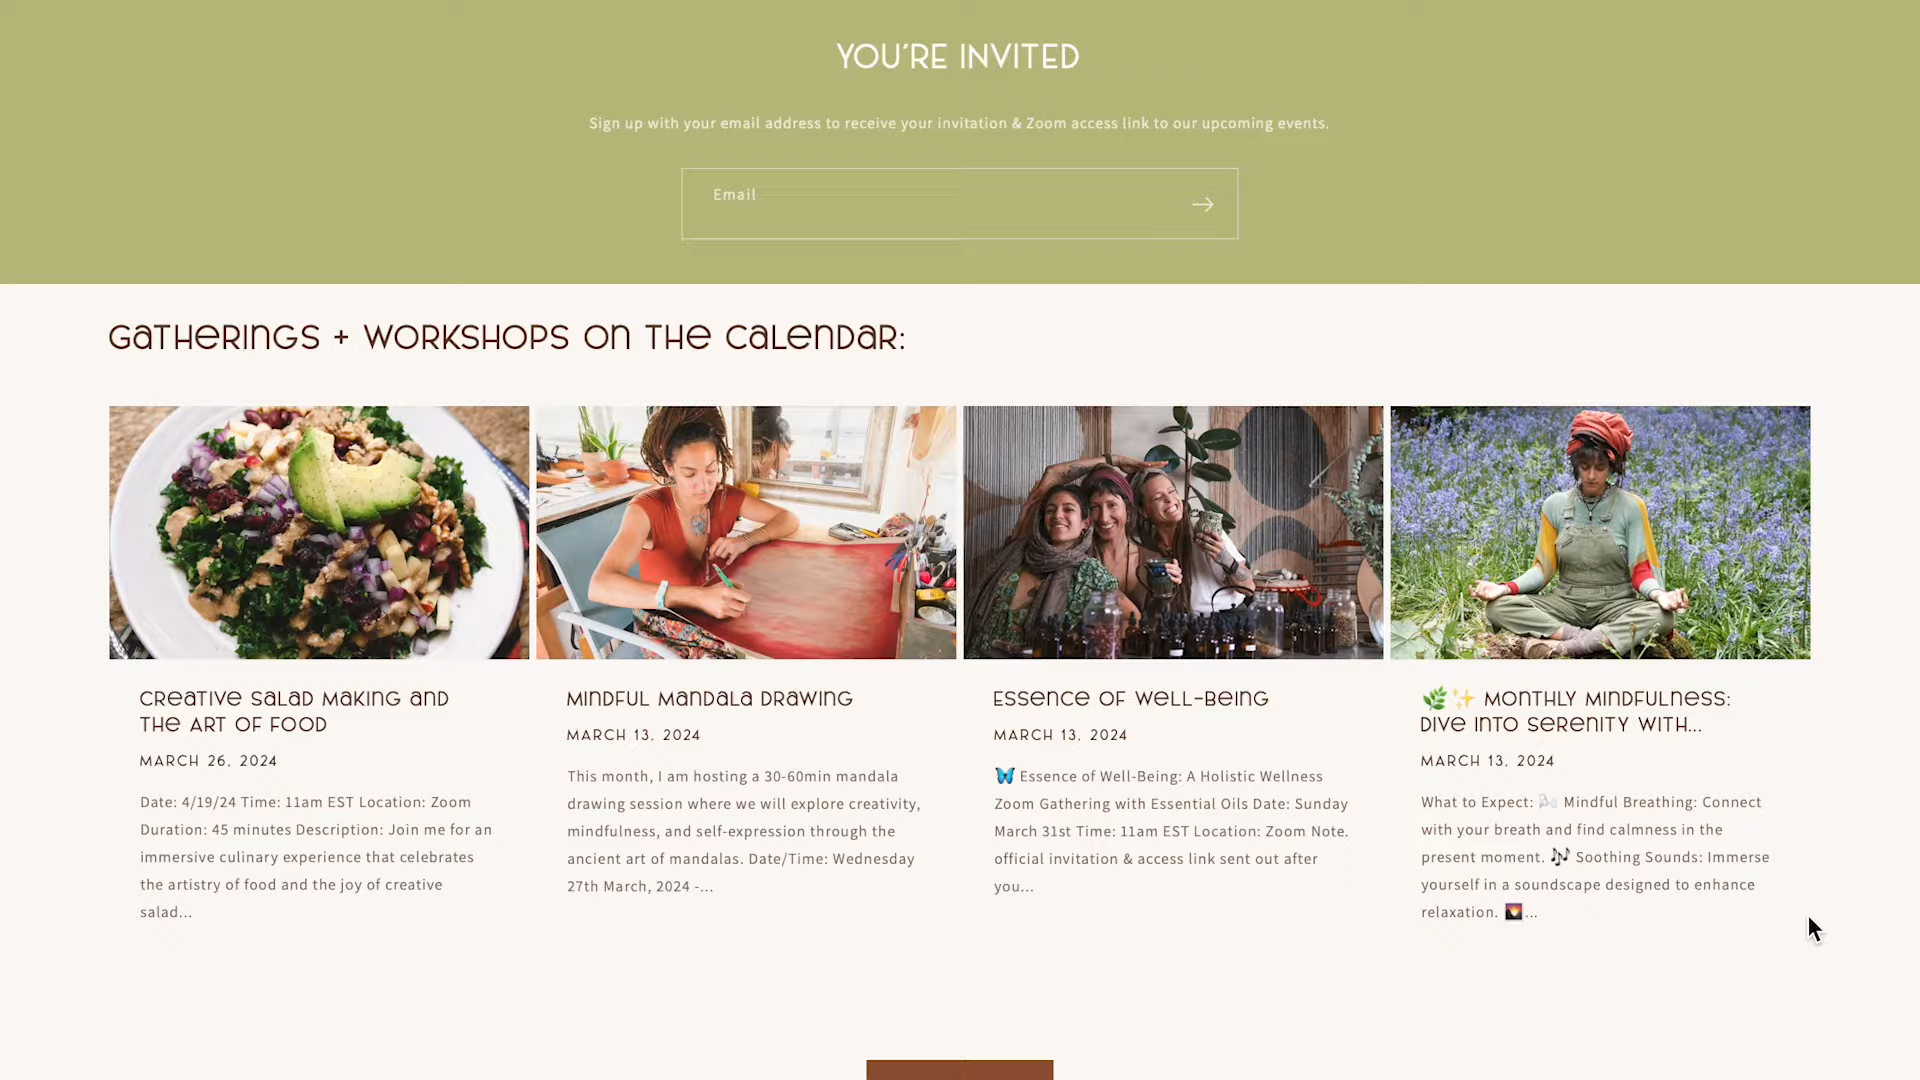 YOU'RE INVITED
Sign up with your email address to receive your invitation & Zoom access link to our upcoming events.
Email
GATHERINGS + WORKSHOPS ON THE CALENDAR:
CREATIVE SALAD MAKING AND
THE ART OF FOOD
MARCH 26, 2024
Date: 4/19/24 Time: 11am EST Location: Zoom
Duration: 45 minutes Description: Join me for an
immersive culinary experience that celebrates
the artistry of food and the joy of creative
salad...
MINDFUL MANDALA DRAWING
MARCH 13, 2024
This month, I am hosting a 30-60min mandala
drawing session where we will explore creativity,
mindfulness, and self-expression through the
ancient art of mandalas. Date/Time: Wednesday
27th March, 2024 -...
ESSENCE OF WELL-BEING
MARCH 13, 2024
🦋 Essence of Well-Being: A Holistic Wellness
Zoom Gathering with Essential Oils Date: Sunday
March 31st Time: 11am EST Location: Zoom Note.
official invitation & access link sent out after
you...
🌿✨ MONTHLY MINDFULNESS:
DIVE INTO SERENITY WITH...
MARCH 13, 2024
What to Expect: 🌬️ Mindful Breathing: Connect
with your breath and find calmness in the
present moment. 🎶 Soothing Sounds: Immerse
yourself in a soundscape designed to enhance
relaxation. 🌄...